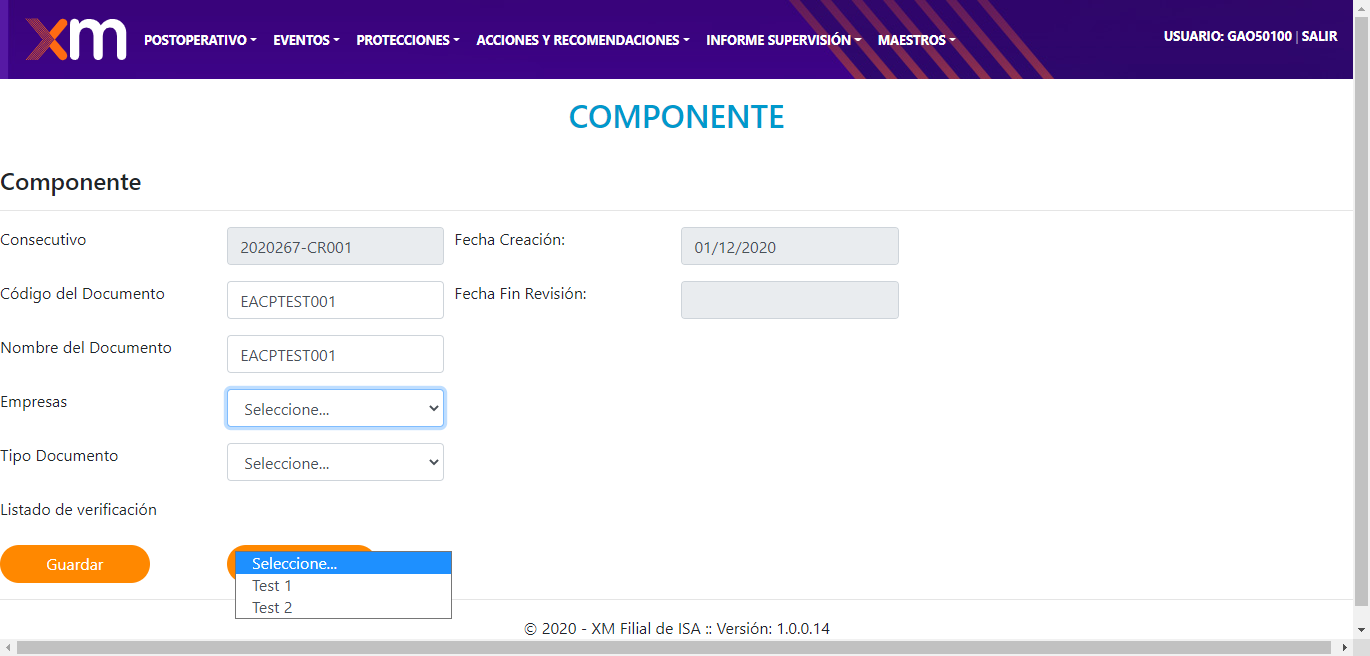 xm POSTOPERATIVO EVENTOS PROTECCIONES ACCIONES Y RECOMENDACIONES INFORME SUPERVISIÓN MAESTROS USUARIO: GAO50100 | SALIR
COMPONENTE
Componente
Consecutivo 2020267-CR001 Fecha Creación: 01/12/2020
Código del Documento EACPTEST001 Fecha Fin Revisión:
Nombre del Documento EACPTEST001
Empresas Seleccione...
Tipo Documento Seleccione...
Listado de verificación
Guardar Seleccione...
Test 1
Test 2
© 2020 - XM Filial de ISA :: Versión: 1.0.0.14